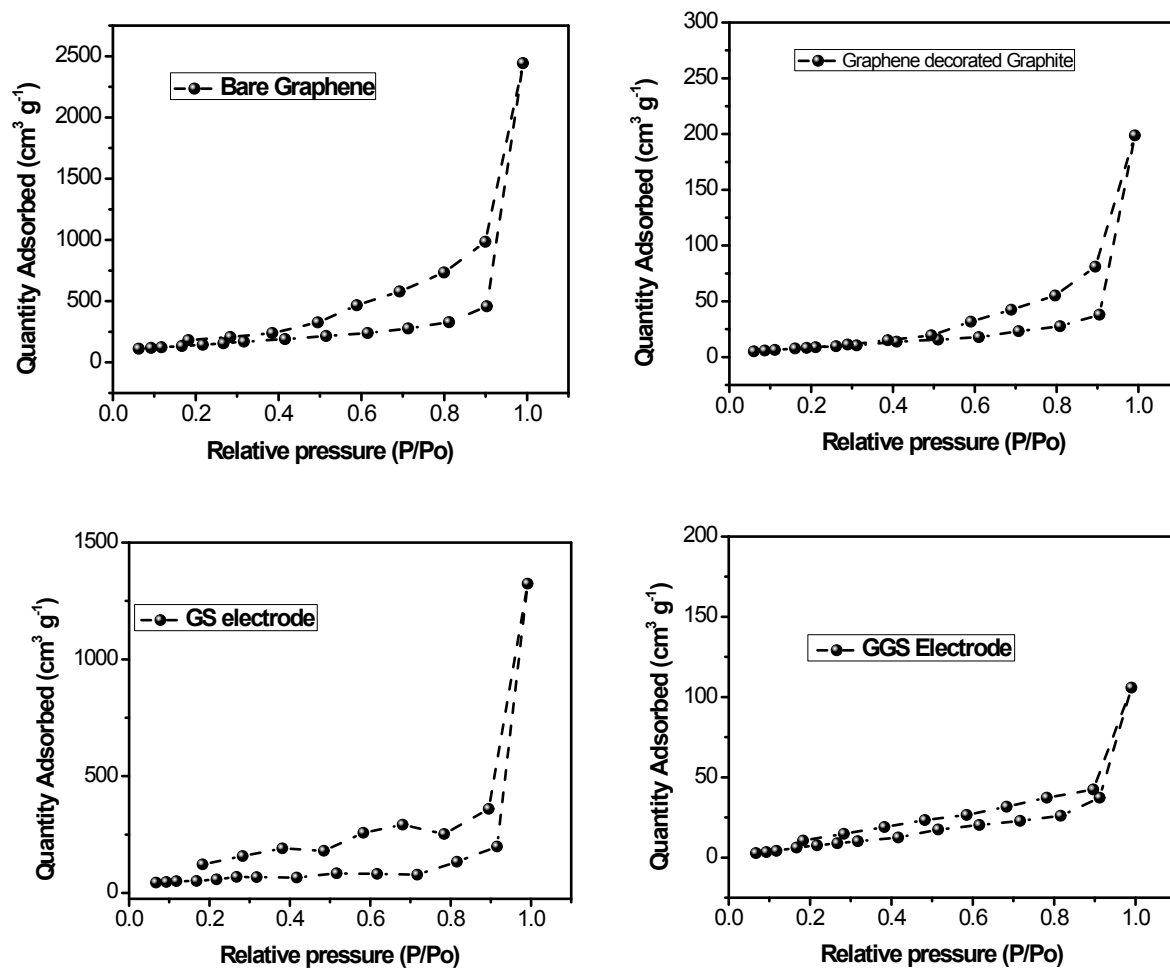 2500
2000
1500
1000
500
0
Quantity Adsorbed (cm³ g⁻¹)
Bare Graphene
0.0 0.2 0.4 0.6 0.8 1.0
Relative pressure (P/Po)
300
250
200
150
100
50
0
Quantity Adsorbed (cm³ g⁻¹)
Graphene decorated Graphite
0.0 0.2 0.4 0.6 0.8 1.0
Relative pressure (P/Po)
1500
1000
500
0
Quantity Adsorbed (cm³ g⁻¹)
GS electrode
0.0 0.2 0.4 0.6 0.8 1.0
Relative pressure (P/Po)
200
150
100
50
0
Quantity Adsorbed (cm³ g⁻¹)
GGS Electrode
0.0 0.2 0.4 0.6 0.8 1.0
Relative pressure (P/Po)